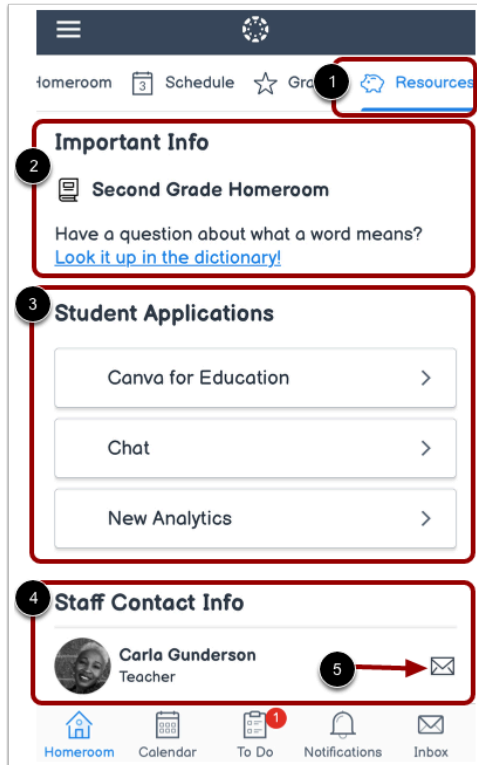 1
Homeroom 3 Schedule Gra Resources
2
Important Info
Second Grade Homeroom
Have a question about what a word means?
Look it up in the dictionary!
3
Student Applications
Canva for Education
Chat
New Analytics
4
Staff Contact Info
Carla Gunderson
Teacher
5
1
Homeroom Calendar To Do Notifications Inbox